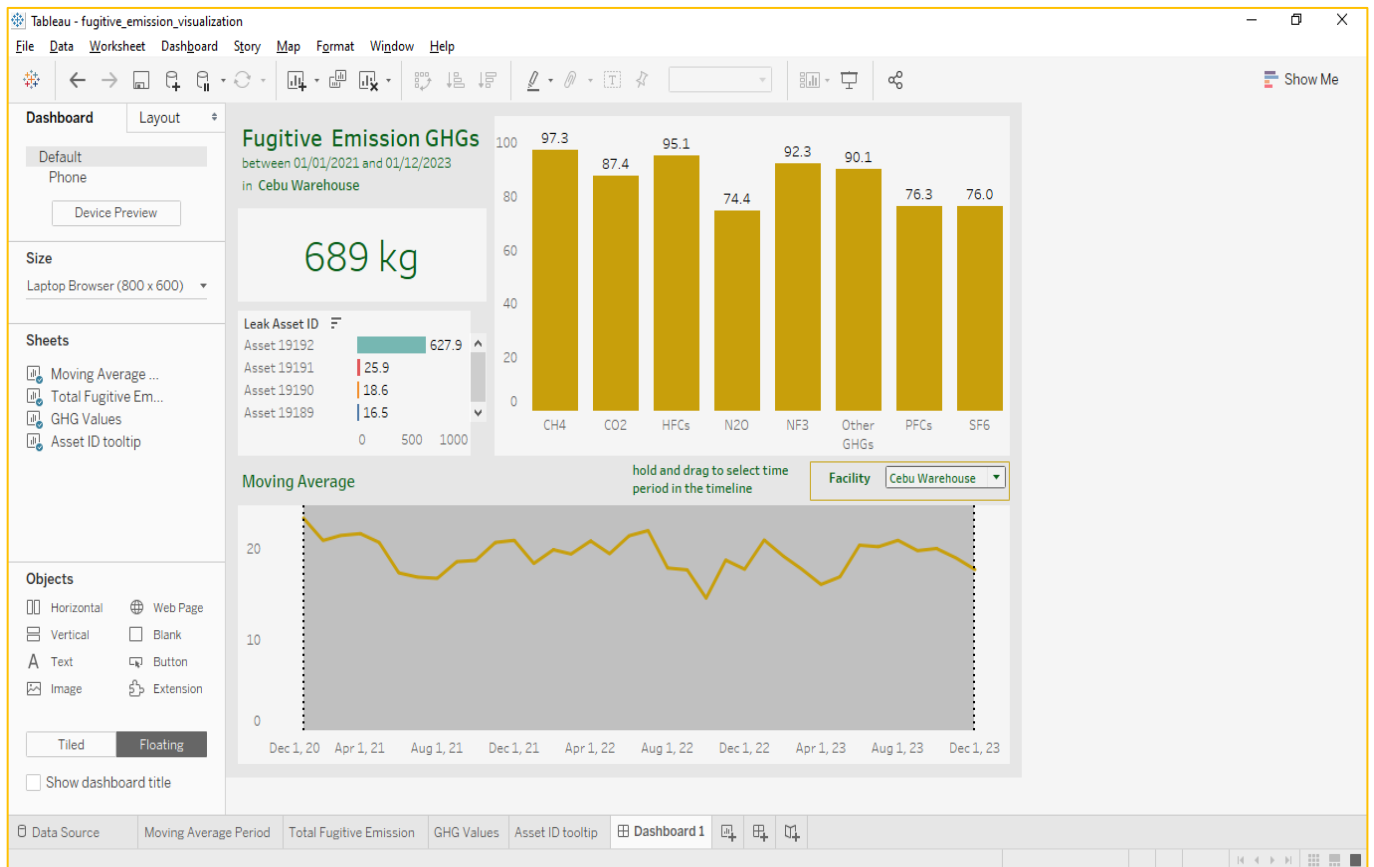 Tableau - fugitive_emission_visualization
File Data Worksheet Dashboard Story Map Format Window Help
Show Me
Dashboard Layout
Default
Phone
Device Preview
Size
Laptop Browser (800 x 600)
Sheets
Moving Average ...
Total Fugitive Em...
GHG Values
Asset ID tooltip
Objects
Horizontal Web Page
Vertical Blank
A Text Button
Image Extension
Tiled Floating
Show dashboard title
Fugitive Emission GHGs
between 01/01/2021 and 01/12/2023
in Cebu Warehouse
689 kg
Leak Asset ID
Asset 19192 627.9
Asset 19191 25.9
Asset 19190 18.6
Asset 19189 16.5
0 500 1000
100
80
60
40
20
0
97.3 87.4 95.1 74.4 92.3 90.1 76.3 76.0
CH4 CO2 HFCs N2O NF3 Other GHGs PFCs SF6
Moving Average
hold and drag to select time
period in the timeline
Facility Cebu Warehouse
20
10
0
Dec 1, 20 Apr 1, 21 Aug 1, 21 Dec 1, 21 Apr 1, 22 Aug 1, 22 Dec 1, 22 Apr 1, 23 Aug 1, 23 Dec 1, 23
Data Source Moving Average Period Total Fugitive Emission GHG Values Asset ID tooltip Dashboard 1